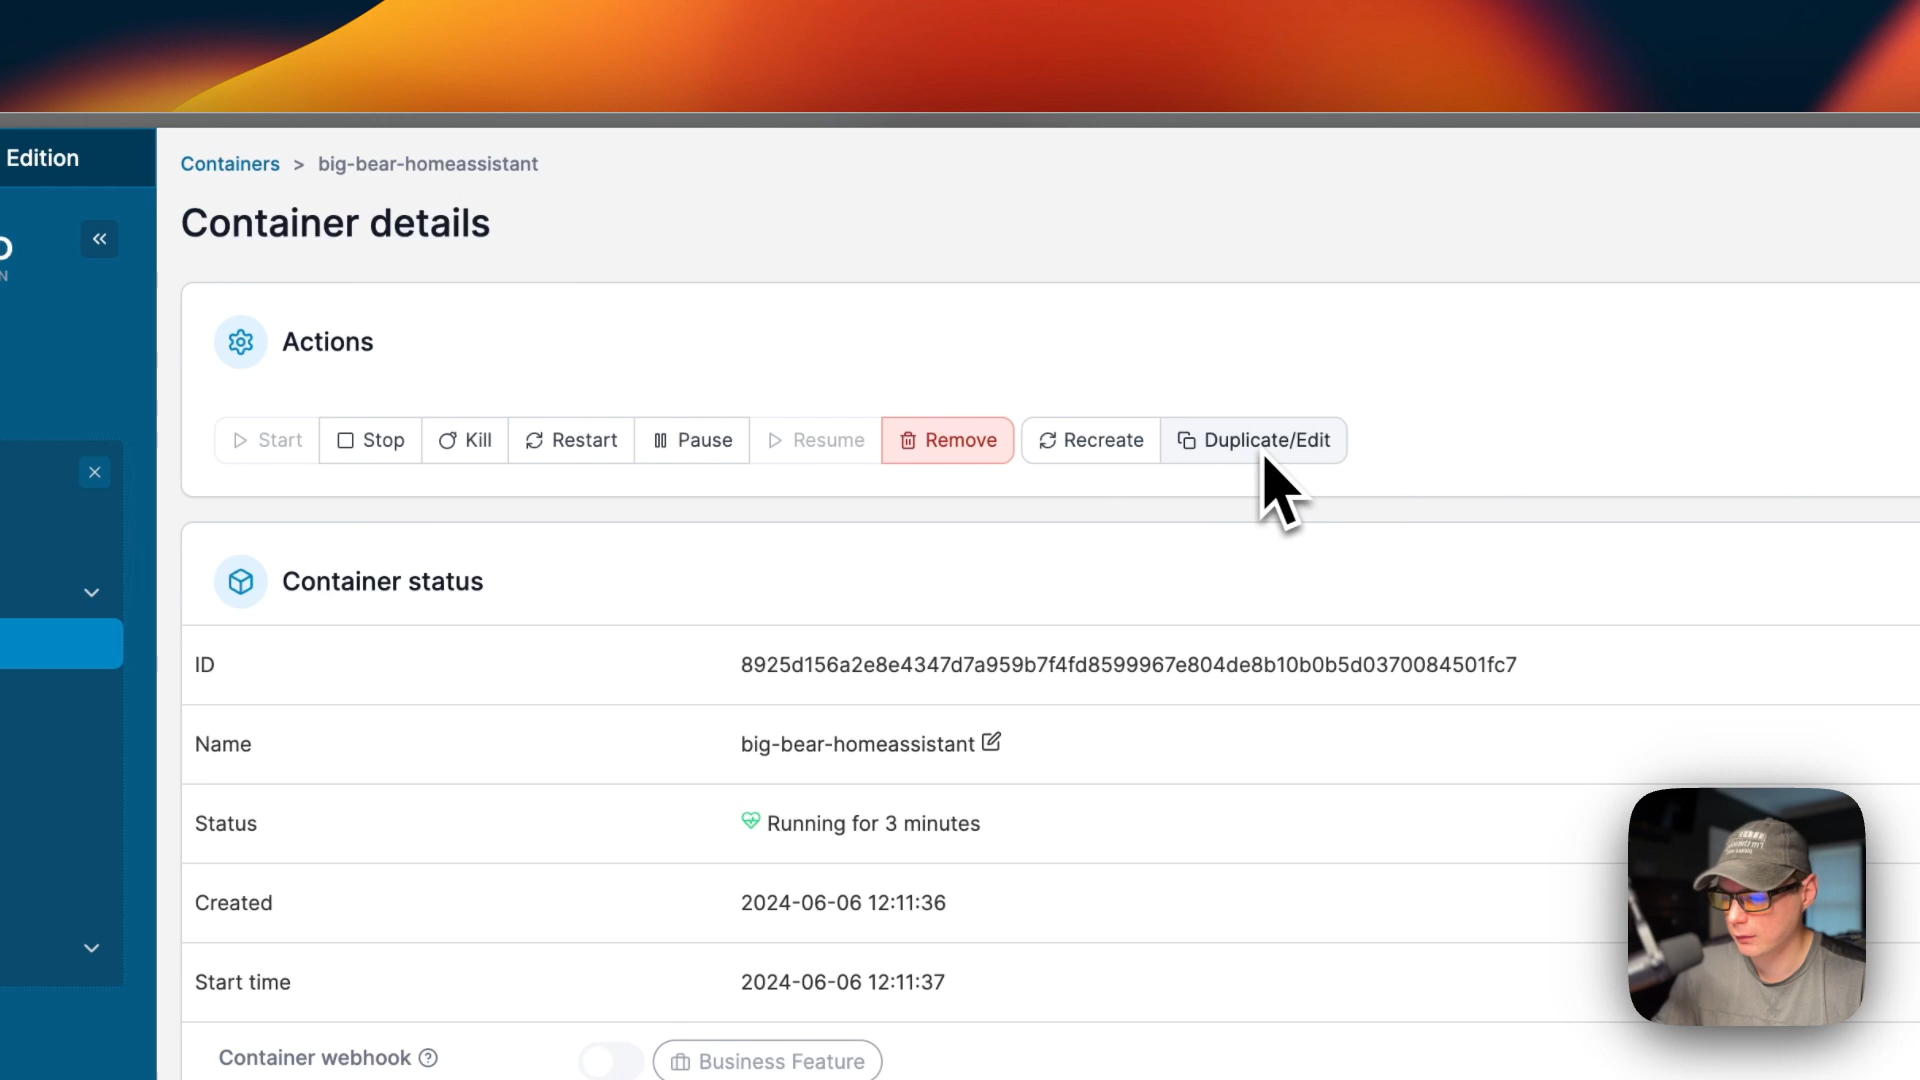 Edition
Containers > big-bear-homeassistant
Container details
Actions
Start Stop Kill Restart Pause Resume Remove Recreate Duplicate/Edit
Container status
ID 8925d156a2e8e4347d7a959b7f4fd8599967e804de8b10b0b5d0370084501fc7
Name big-bear-homeassistant
Status Running for 3 minutes
Created 2024-06-06 12:11:36
Start time 2024-06-06 12:11:37
Container webhook Business Feature